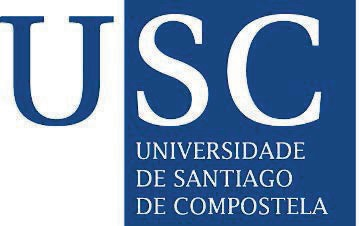 USC
UNIVERSIDADE
DE SANTIAGO
DE COMPOSTELA